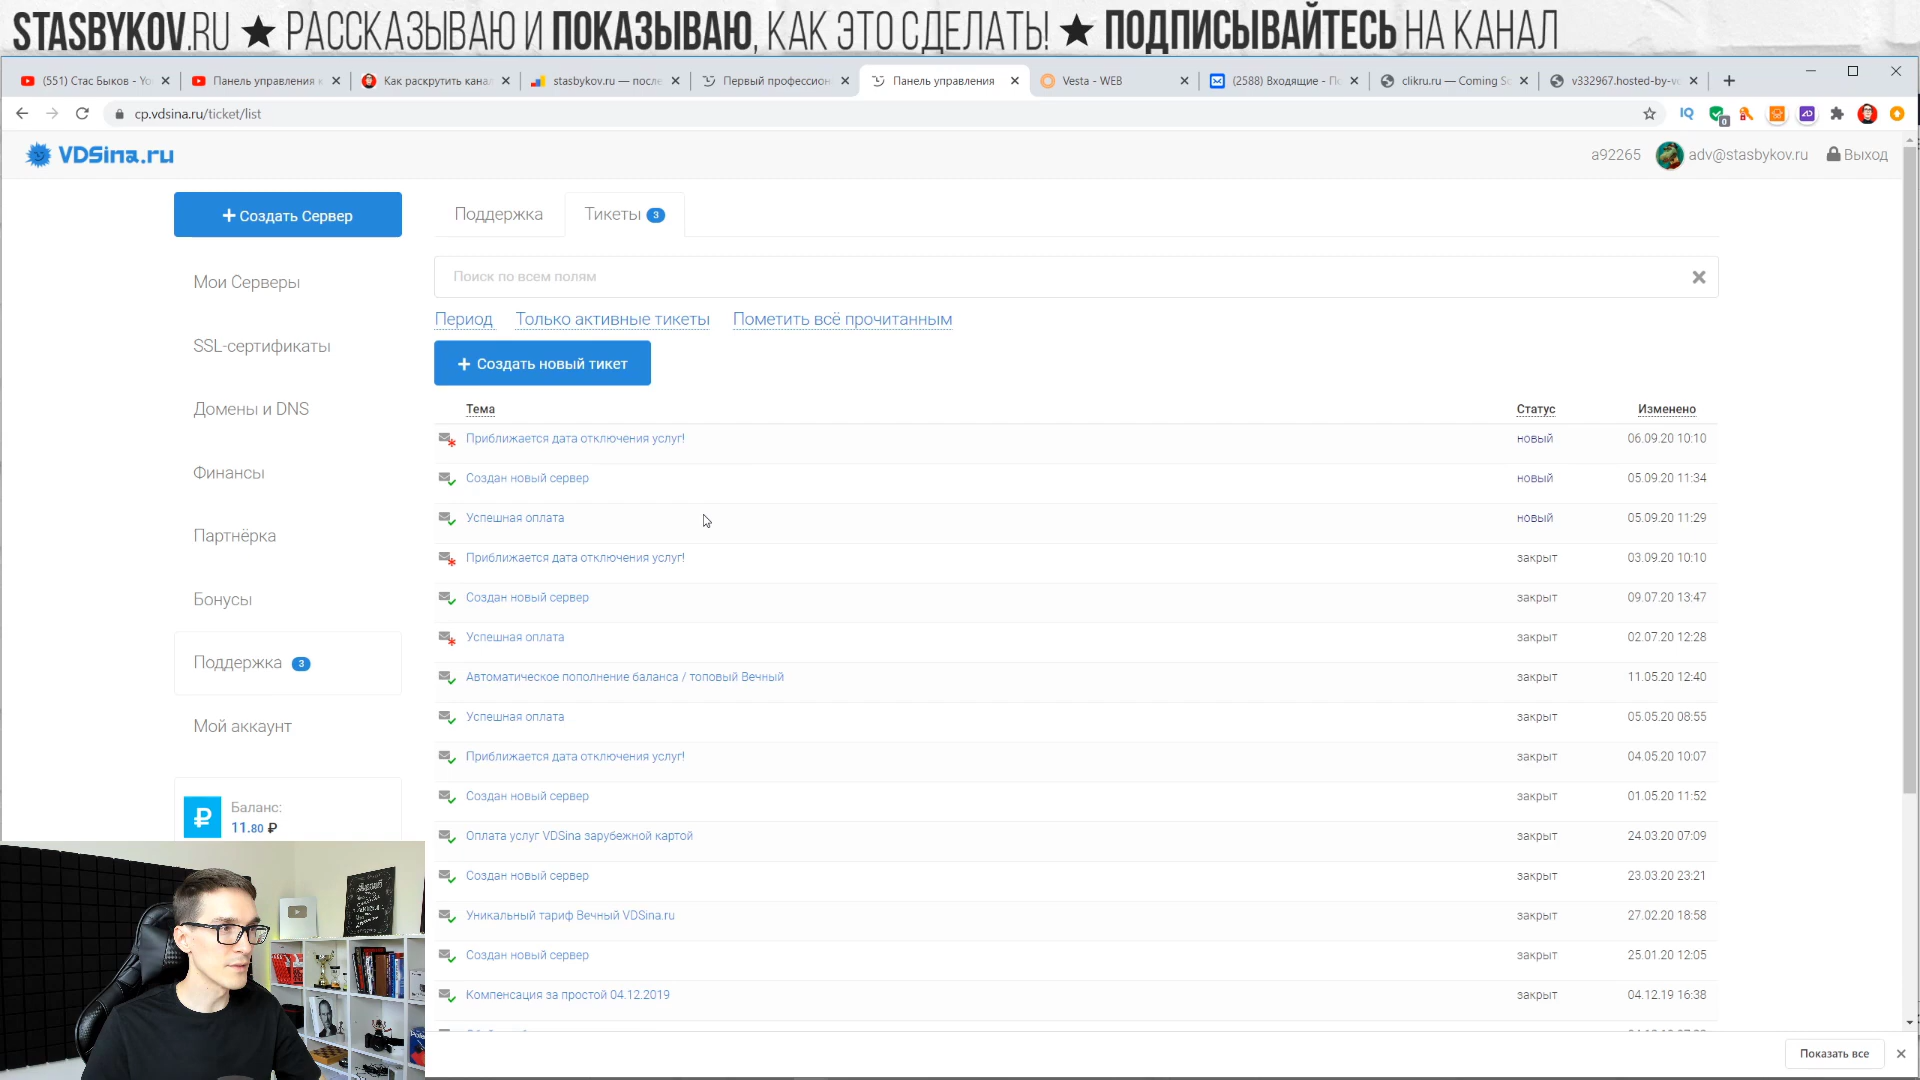 STASBYKOV.RU ★ РАССКАЗЫВАЮ И ПОКАЗЫВАЮ, КАК ЭТО СДЕЛАТЬ! ★ ПОДПИСЫВАЙТЕСЬ НА КАНАЛ
(551) Стас Быков - Yo
Панель управления
Как раскрутить канал
stasbykov.ru — после
Первый профессион
Панель управления
Vesta - WEB
(2588) Входящие - По
clikru.ru — Coming So
v332967.hosted-by-v
cp.vdsina.ru/ticket/list
IQ
0
VDSina.ru
a92265
adv@stasbykov.ru
Выход
+ Создать Сервер
Поддержка
Тикеты 3
Поиск по всем полям
Мои Серверы
Период
Только активные тикеты
Пометить всё прочитанным
SSL-сертификаты
+ Создать новый тикет
Домены и DNS
Тема Статус Изменено
Приближается дата отключения услуг! новый 06.09.20 10:10
Финансы
Создан новый сервер новый 05.09.20 11:34
Успешная оплата новый 05.09.20 11:29
Партнёрка
Приближается дата отключения услуг! закрыт 03.09.20 10:10
Бонусы
Создан новый сервер закрыт 09.07.20 13:47
Успешная оплата закрыт 02.07.20 12:28
Поддержка 3
Автоматическое пополнение баланса / топовый Вечный закрыт 11.05.20 12:40
Мой аккаунт
Успешная оплата закрыт 05.05.20 08:55
Приближается дата отключения услуг! закрыт 04.05.20 10:07
Создан новый сервер закрыт 01.05.20 11:52
Баланс:
11.80 ₽
Оплата услуг VDSina зарубежной картой закрыт 24.03.20 07:09
Создан новый сервер закрыт 23.03.20 23:21
Уникальный тариф Вечный VDSina.ru закрыт 27.02.20 18:58
Создан новый сервер закрыт 25.01.20 12:05
Компенсация за простой 04.12.2019 закрыт 04.12.19 16:38
Показать все